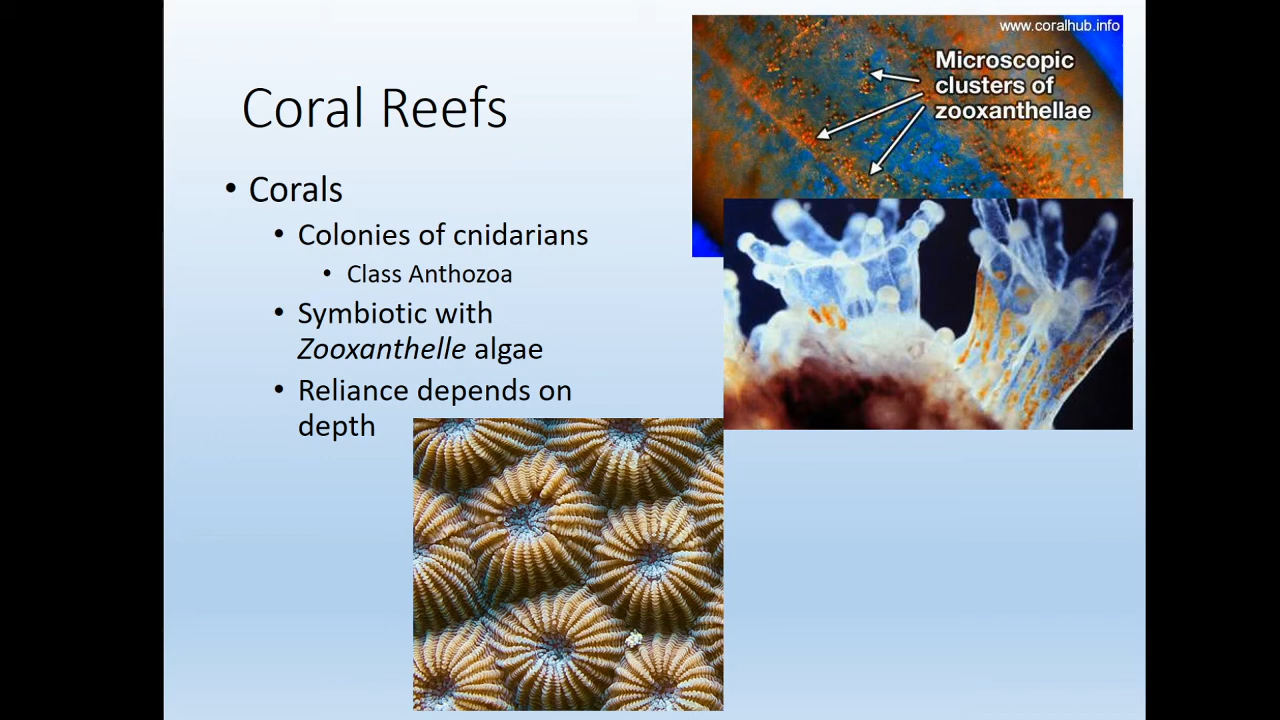 www.coralhub.info
Microscopic
clusters of
zooxanthellae
Coral Reefs
• Corals
• Colonies of cnidarians
• Class Anthozoa
• Symbiotic with
Zooxanthelle algae
• Reliance depends on
depth